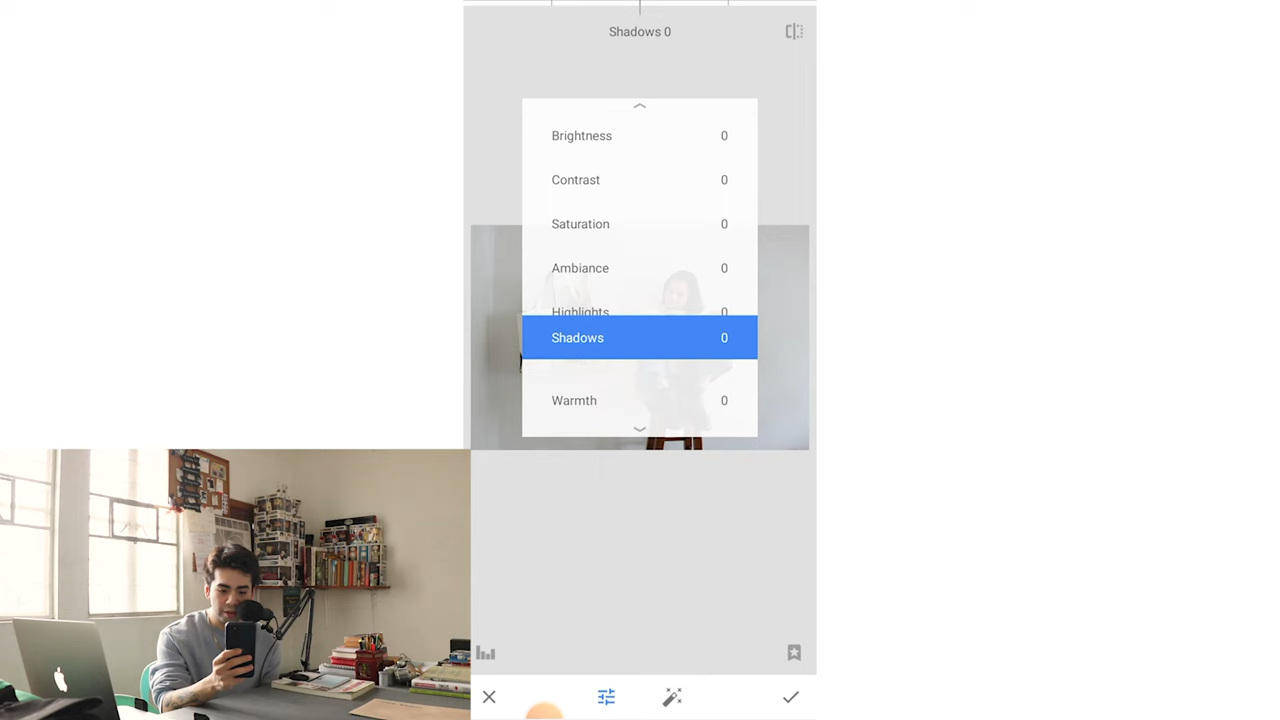 Shadows 0
Brightness 0
Contrast 0
Saturation 0
Ambiance 0
Highlights 0
Shadows 0
Warmth 0